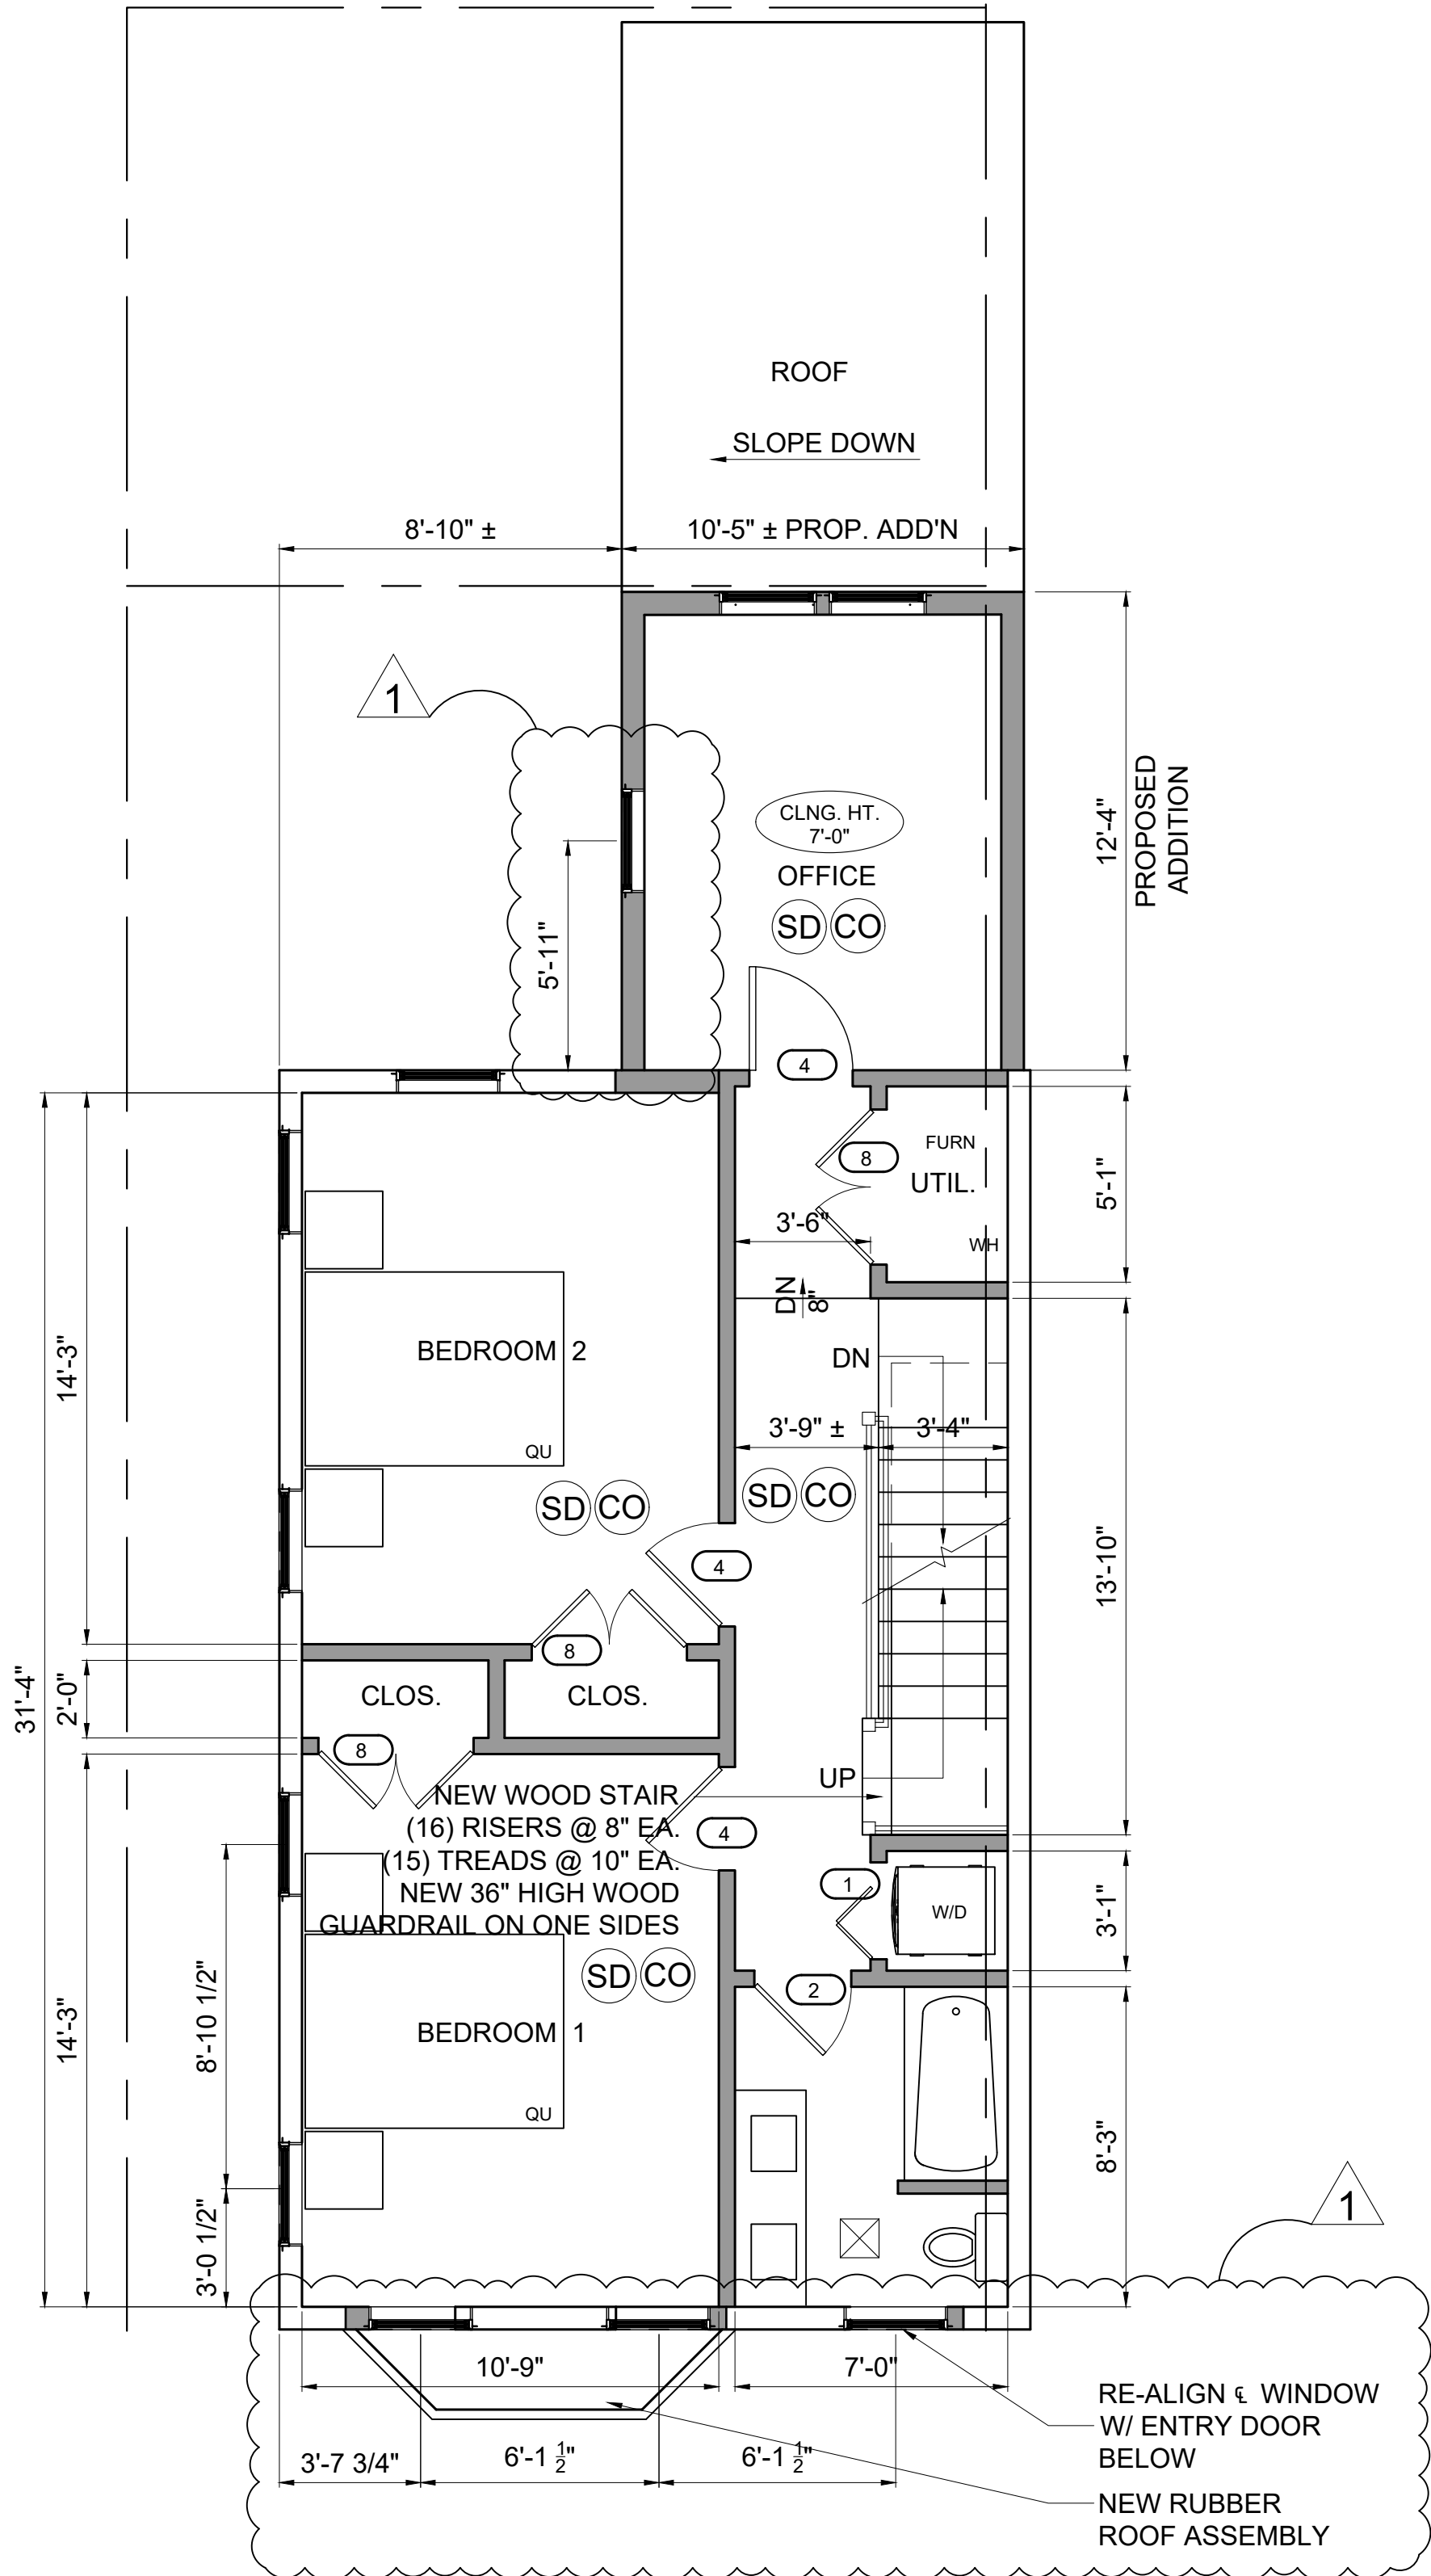 ROOF
SLOPE DOWN
8'-10" ±
10'-5" ± PROP. ADD'N
1
CLNG. HT.
7'-0"
OFFICE
SD CO
12'-4"
PROPOSED
ADDITION
5'-11"
4
8
FURN
UTIL.
WH
5'-1"
3'-6"
DN
8"
14'-3"
BEDROOM 2
QU
DN
3'-9" ±
3'-4"
SD CO
SD CO
4
13'-10"
8
31'-4"
2'-0"
CLOS.
CLOS.
8
UP
NEW WOOD STAIR
(16) RISERS @ 8" EA.
(15) TREADS @ 10" EA.
NEW 36" HIGH WOOD
GUARDRAIL ON ONE SIDES
4
1
W/D
3'-1"
SD CO
2
14'-3"
8'-10 1/2"
BEDROOM 1
QU
8'-3"
3'-0 1/2"
1
10'-9"
7'-0"
RE-ALIGN ℄ WINDOW
W/ ENTRY DOOR
BELOW
3'-7 3/4"
6'-1 1/2"
6'-1 1/2"
NEW RUBBER
ROOF ASSEMBLY